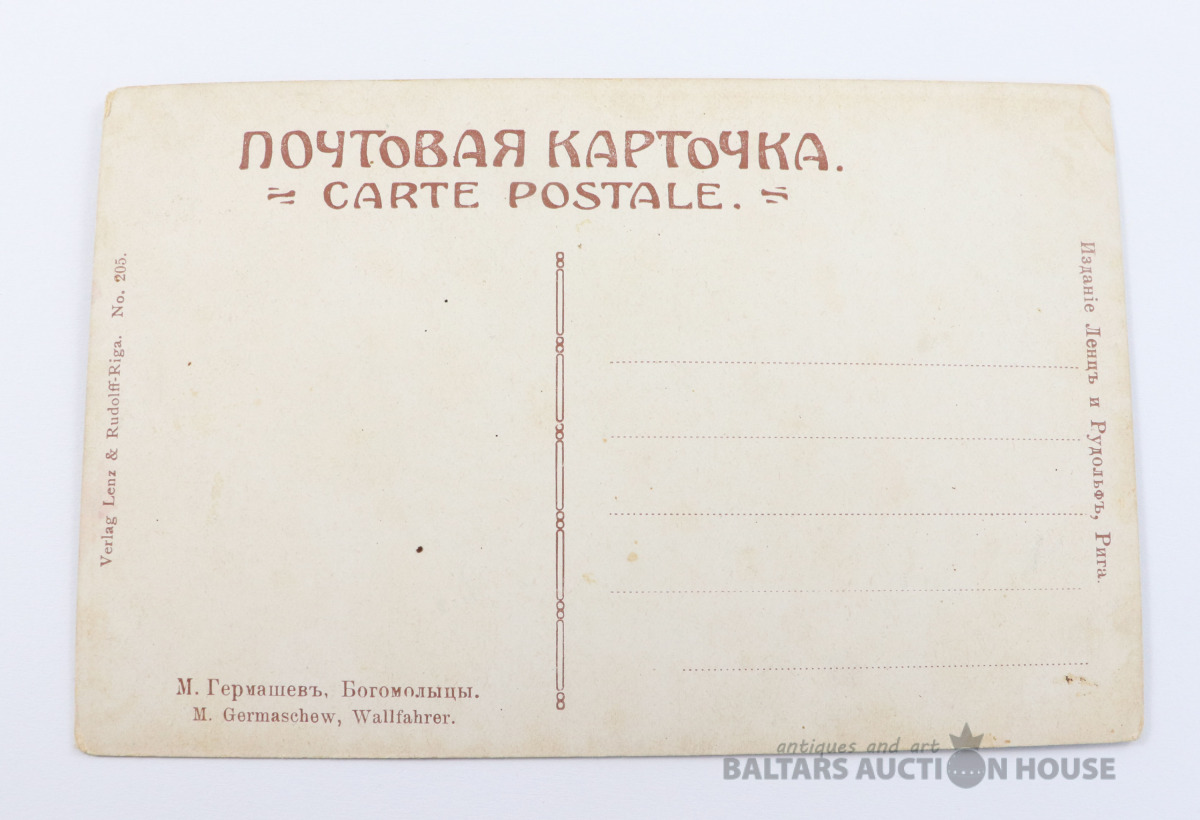 ПОЧТОВАЯ КАРТОЧКА.
CARTE POSTALE.
Verlag Lenz & Rudolff-Riga. No. 205.
Изданіе Ленцъ и Рудольфъ, Рига.
М. Гермашевъ, Богомольцы.
M. Germaschew, Wallfahrer.
antiques and art
BALTARS AUCTION HOUSE